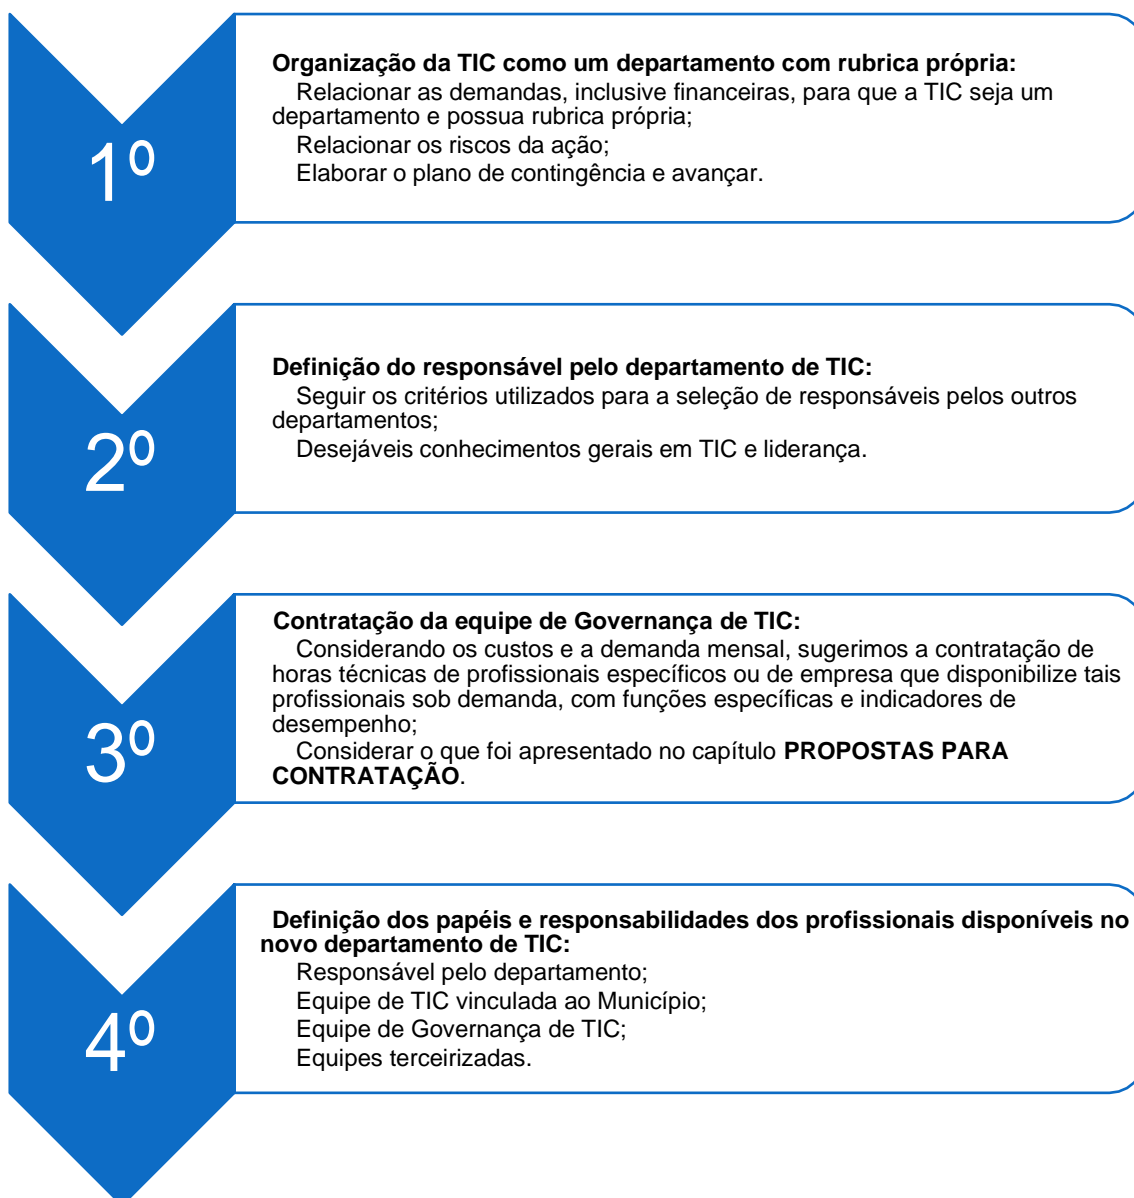 1º
Organização da TIC como um departamento com rubrica própria:
Relacionar as demandas, inclusive financeiras, para que a TIC seja um
departamento e possua rubrica própria;
Relacionar os riscos da ação;
Elaborar o plano de contingência e avançar.
2º
Definição do responsável pelo departamento de TIC:
Seguir os critérios utilizados para a seleção de responsáveis pelos outros
departamentos;
Desejáveis conhecimentos gerais em TIC e liderança.
3º
Contratação da equipe de Governança de TIC:
Considerando os custos e a demanda mensal, sugerimos a contratação de
horas técnicas de profissionais específicos ou de empresa que disponibilize tais
profissionais sob demanda, com funções específicas e indicadores de
desempenho;
Considerar o que foi apresentado no capítulo PROPOSTAS PARA
CONTRATAÇÃO.
4º
Definição dos papéis e responsabilidades dos profissionais disponíveis no
novo departamento de TIC:
Responsável pelo departamento;
Equipe de TIC vinculada ao Município;
Equipe de Governança de TIC;
Equipes terceirizadas.